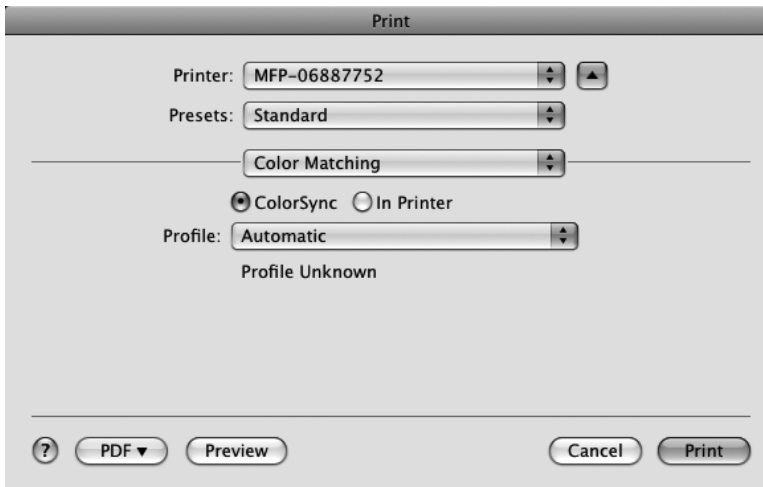 Print
Printer: MFP-06887752
Presets: Standard
Color Matching
ColorSync In Printer
Profile: Automatic
Profile Unknown
? PDF▼ Preview Cancel Print